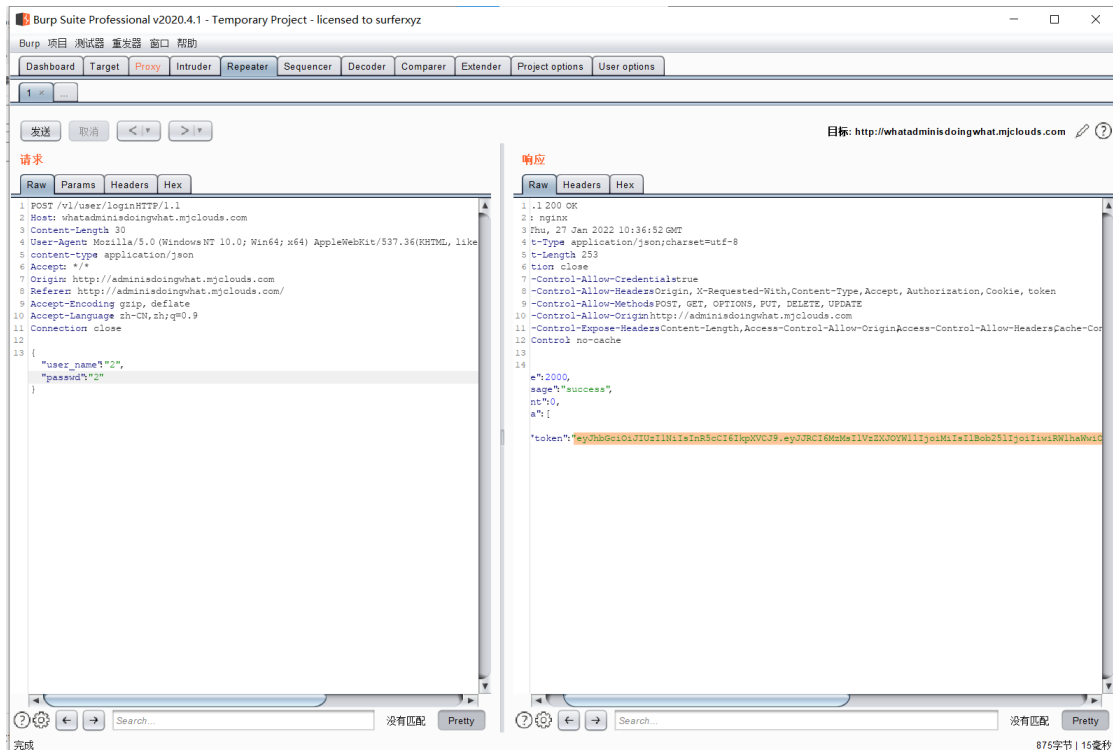 Burp Suite Professional v2020.4.1 - Temporary Project - licensed to surferxyz
Burp 项目 测试器 重发器 窗口 帮助
Dashboard Target Proxy Intruder Repeater Sequencer Decoder Comparer Extender Project options User options
1 × ...
发送 取消 < > 目标: http://whatadminisdoingwhat.mjclouds.com
请求
Raw Params Headers Hex
1 POST /v1/user/loginHTTP/1.1
2 Host: whatadminisdoingwhat.mjclouds.com
3 Content-Length 30
4 User-Agent: Mozilla/5.0 (Windows NT 10.0; Win64; x64) AppleWebKit/537.36(KHTML, like
5 content-type application/json
6 Accept: */*
7 Origin: http://adminisdoingwhat.mjclouds.com
8 Referer: http://adminisdoingwhat.mjclouds.com/
9 Accept-Encoding gzip, deflate
10 Accept-Language zh-CN,zh;q=0.9
11 Connection: close
12
13 {
"user_name":"2",
"passwd":"2"
}
响应
Raw Headers Hex
1 .1 200 OK
2 : nginx
3 Thu, 27 Jan 2022 10:36:52 GMT
4 t-Type application/json;charset=utf-8
5 t-Length 253
6 tion: close
7 -Control-Allow-Credentials:true
8 -Control-Allow-Headers:Origin, X-Requested-With,Content-Type, Accept, Authorization,Cookie, token
9 -Control-Allow-Methods:POST, GET, OPTIONS, PUT, DELETE, UPDATE
10 -Control-Allow-Origin:http://adminisdoingwhat.mjclouds.com
11 -Control-Expose-Headers:Content-Length,Access-Control-Allow-Origin,Access-Control-Allow-Headers,Cache-Con
12 Control: no-cache
13
14
e":2000,
sage":"success",
nt":0,
a":[
"token":"eyJhbGciOiJIUzI1NiIsInR5cCI6IkpXVCJ9.eyJJRCI6MzMsIlVzZXJOYW1lIjoiMiIsIlBob25lIjoiIiwiRW1haWwiO
? ← → Search... 没有匹配 Pretty
? ← → Search... 没有匹配 Pretty
完成 875字节 | 15毫秒